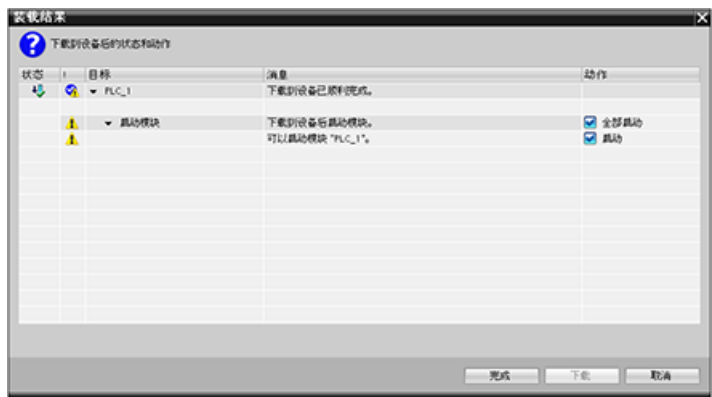 装载结果
下载到设备后的状态和动作
状态 ! 目标 消息 动作
PLC_1 下载到设备已顺利完成。
启动模块 下载到设备后启动模块。 全部启动
可以启动模块 "PLC_1"。 启动
完成 下载 取消